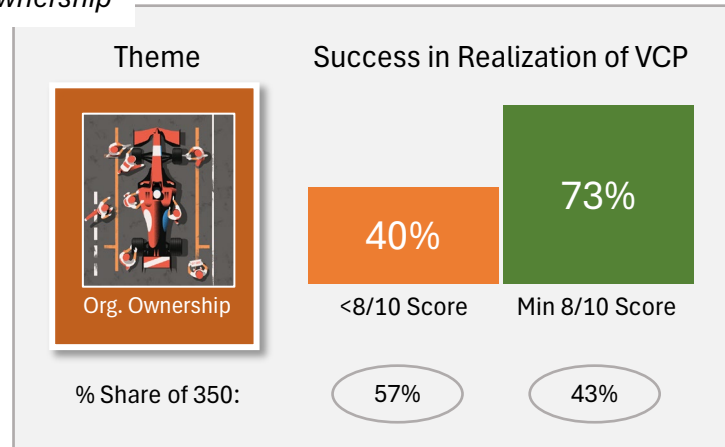 Theme
Success in Realization of VCP
40%
73%
Org. Ownership
<8/10 Score
Min 8/10 Score
% Share of 350:
57%
43%